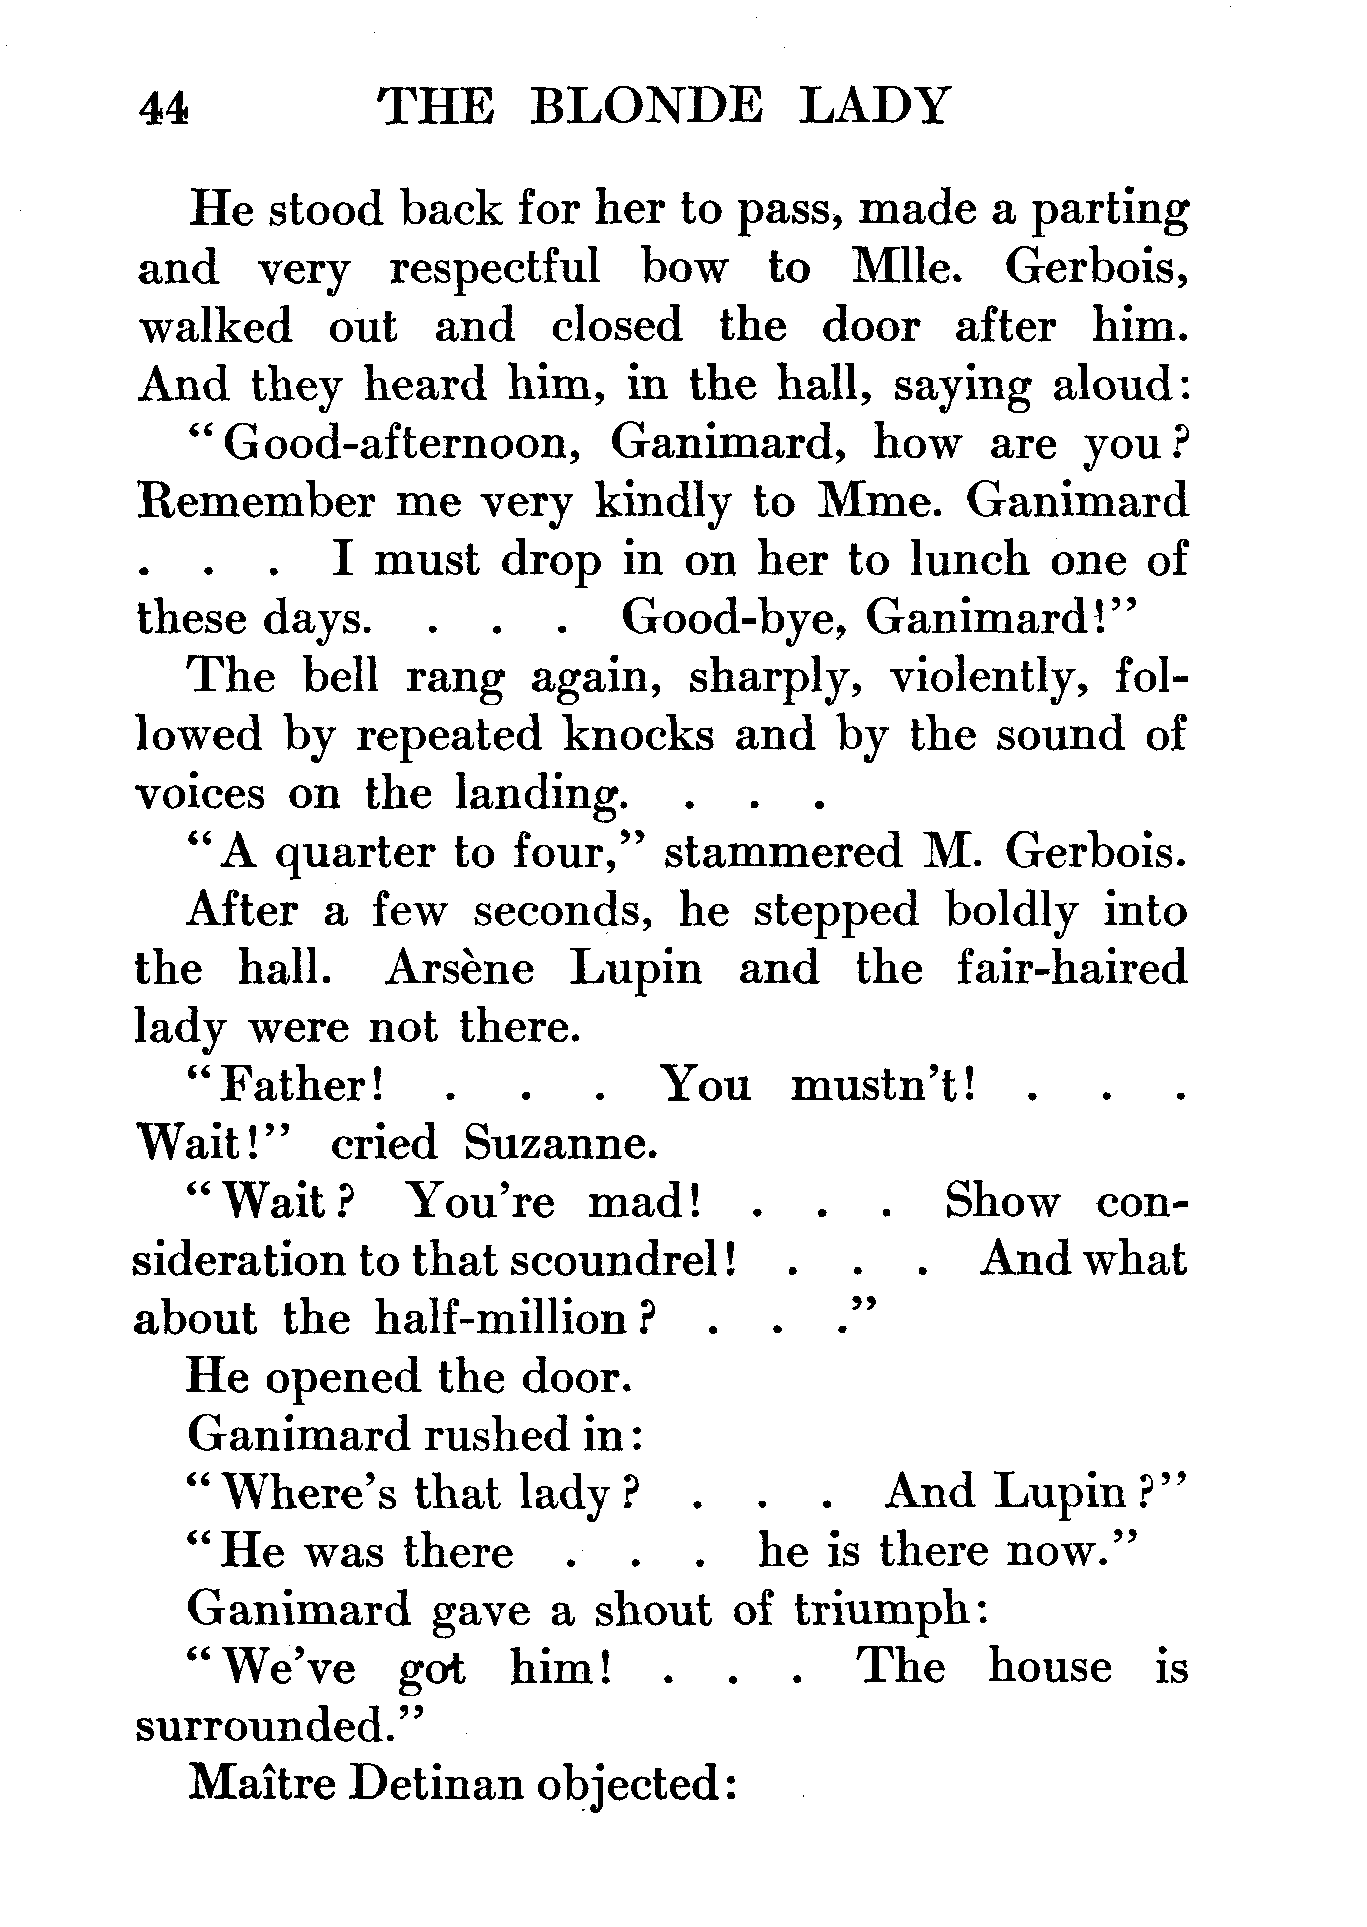 44 THE BLONDE LADY
He stood back for her to pass, made a parting
and very respectful bow to Mlle. Gerbois,
walked out and closed the door after him.
And they heard him, in the hall, saying aloud:
"Good-afternoon, Ganimard, how are you?
Remember me very kindly to Mme. Ganimard
. . . I must drop in on her to lunch one of
these days. . . . Good-bye, Ganimard!"
The bell rang again, sharply, violently, fol-
lowed by repeated knocks and by the sound of
voices on the landing. . . .
"A quarter to four," stammered M. Gerbois.
After a few seconds, he stepped boldly into
the hall. Arsène Lupin and the fair-haired
lady were not there.
"Father! . . . You mustn't! . . .
Wait!" cried Suzanne.
"Wait? You're mad! . . . Show con-
sideration to that scoundrel! . . . And what
about the half-million? . . ."
He opened the door.
Ganimard rushed in:
"Where's that lady? . . . And Lupin?"
"He was there . . . he is there now."
Ganimard gave a shout of triumph:
"We've got him! . . . The house is
surrounded."
Maître Detinan objected: